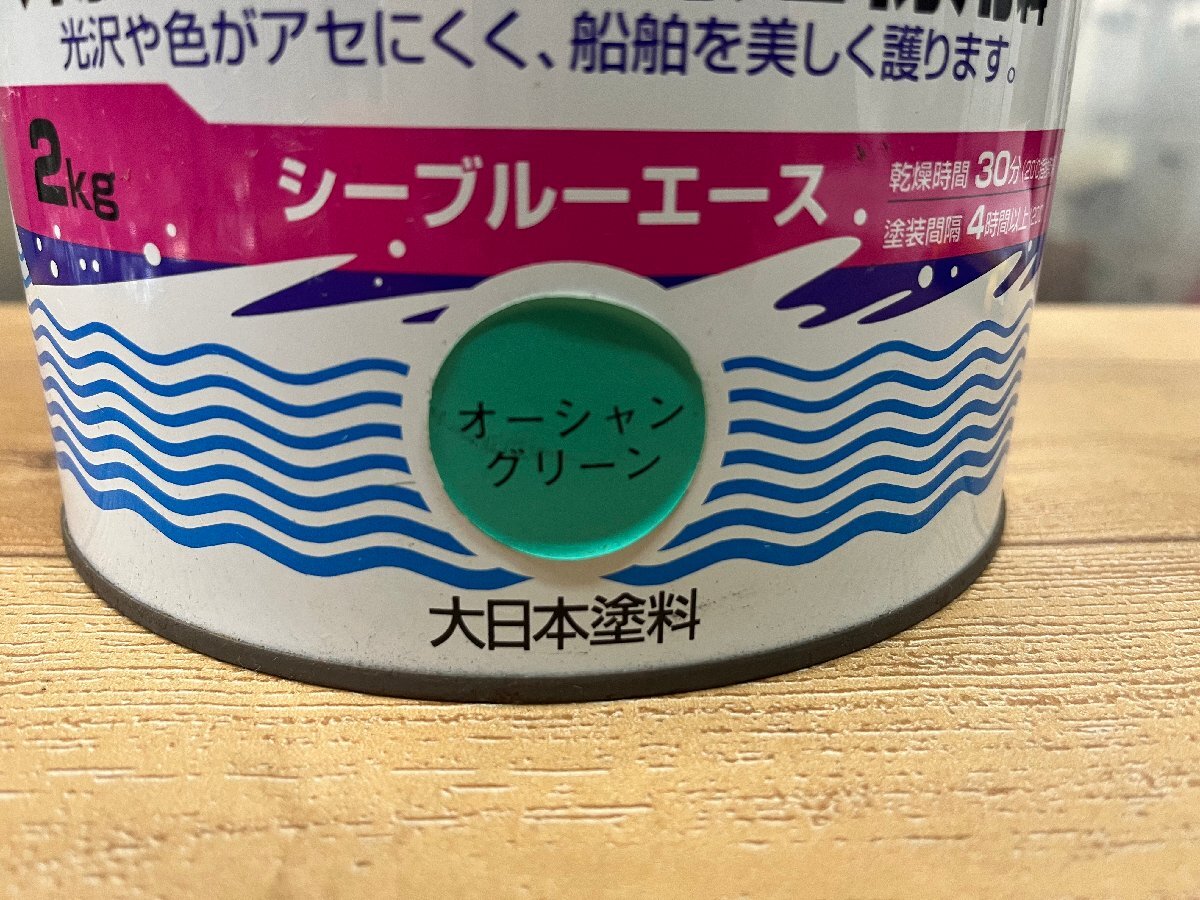 光沢や色がアセにくく、船舶を美しく護ります。
2kg
シーブルーエース
乾燥時間 30分
塗装間隔 4時間以上
オーシャン
グリーン
大日本塗料